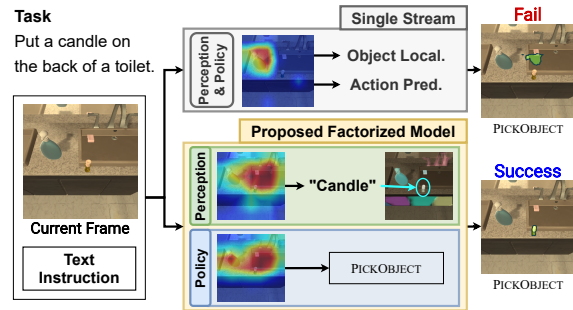 Task
Put a candle on
the back of a toilet.
Current Frame
Text
Instruction
Single Stream
Perception
& Policy
Object Local.
Action Pred.
Fail
PICKOBJECT
Proposed Factorized Model
Perception
"Candle"
Policy
PICKOBJECT
Success
PICKOBJECT